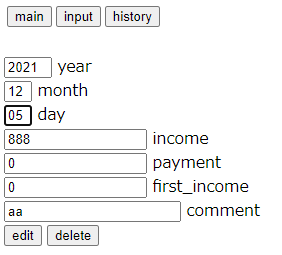 main input history
2021 year
12 month
05 day
888 income
0 payment
0 first_income
aa comment
edit delete